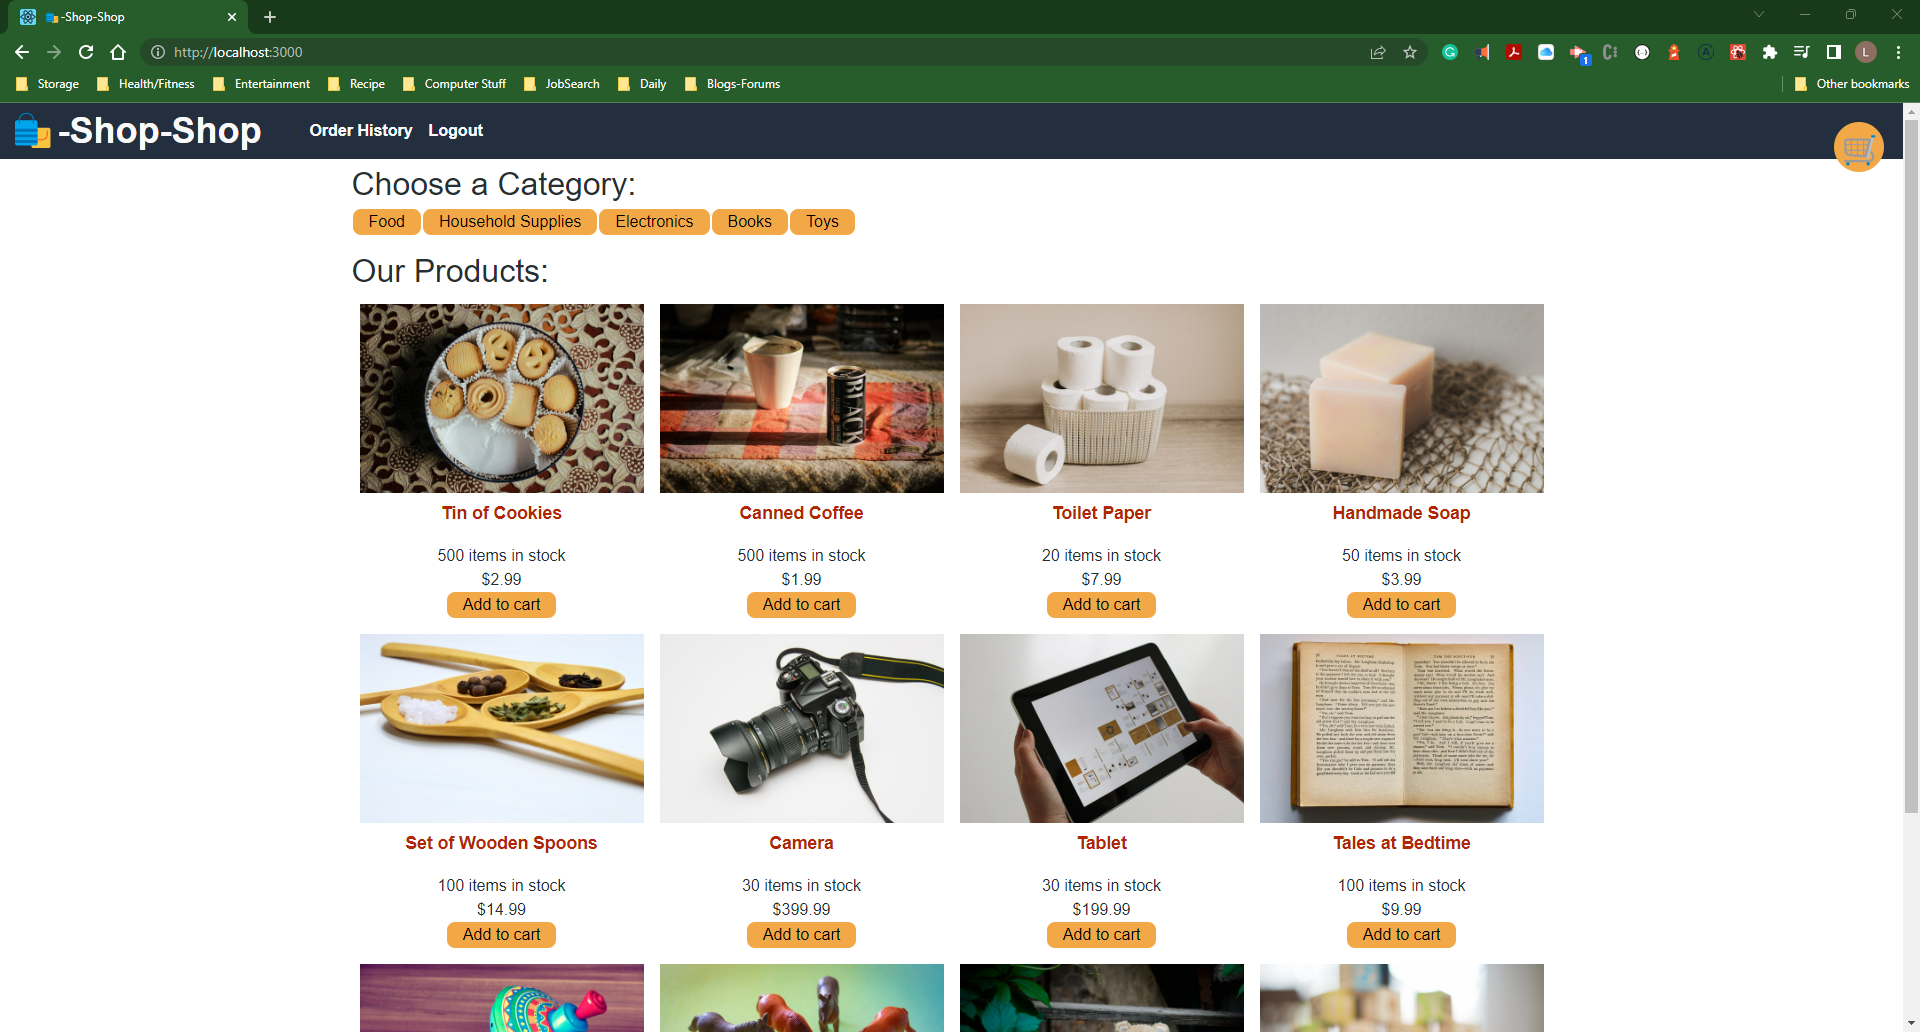 -Shop-Shop
http://localhost:3000
1
L
Storage Health/Fitness Entertainment Recipe Computer Stuff JobSearch Daily Blogs-Forums Other bookmarks
-Shop-Shop Order History Logout
Choose a Category:
Food Household Supplies Electronics Books Toys
Our Products:
BLACK
Tin of Cookies Canned Coffee Toilet Paper Handmade Soap
500 items in stock 500 items in stock 20 items in stock 50 items in stock
$2.99 $1.99 $7.99 $3.99
Add to cart Add to cart Add to cart Add to cart
Set of Wooden Spoons Camera Tablet Tales at Bedtime
100 items in stock 30 items in stock 30 items in stock 100 items in stock
$14.99 $399.99 $199.99 $9.99
Add to cart Add to cart Add to cart Add to cart